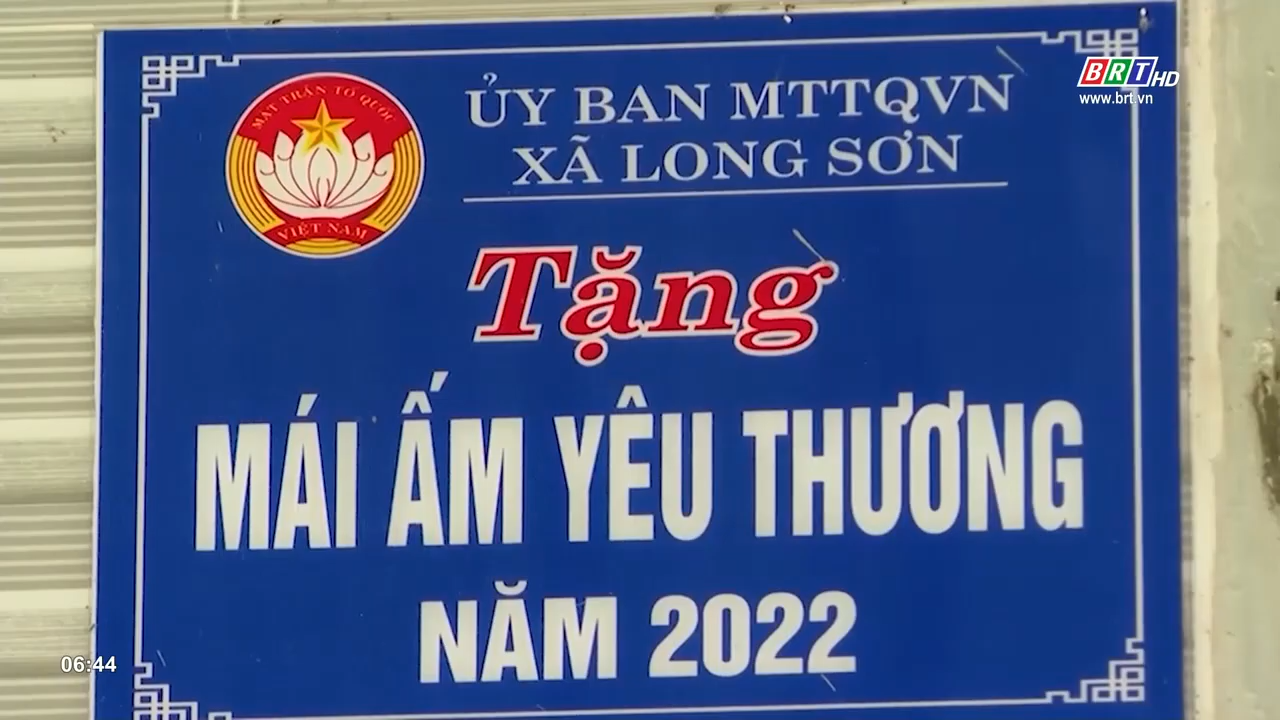 BRT HD
www.brt.vn
MẶT TRẬN TỔ QUỐC
VIỆT NAM
ỦY BAN MTTQVN
XÃ LONG SƠN
Tặng
MÁI ẤM YÊU THƯƠNG
NĂM 2022
06:44